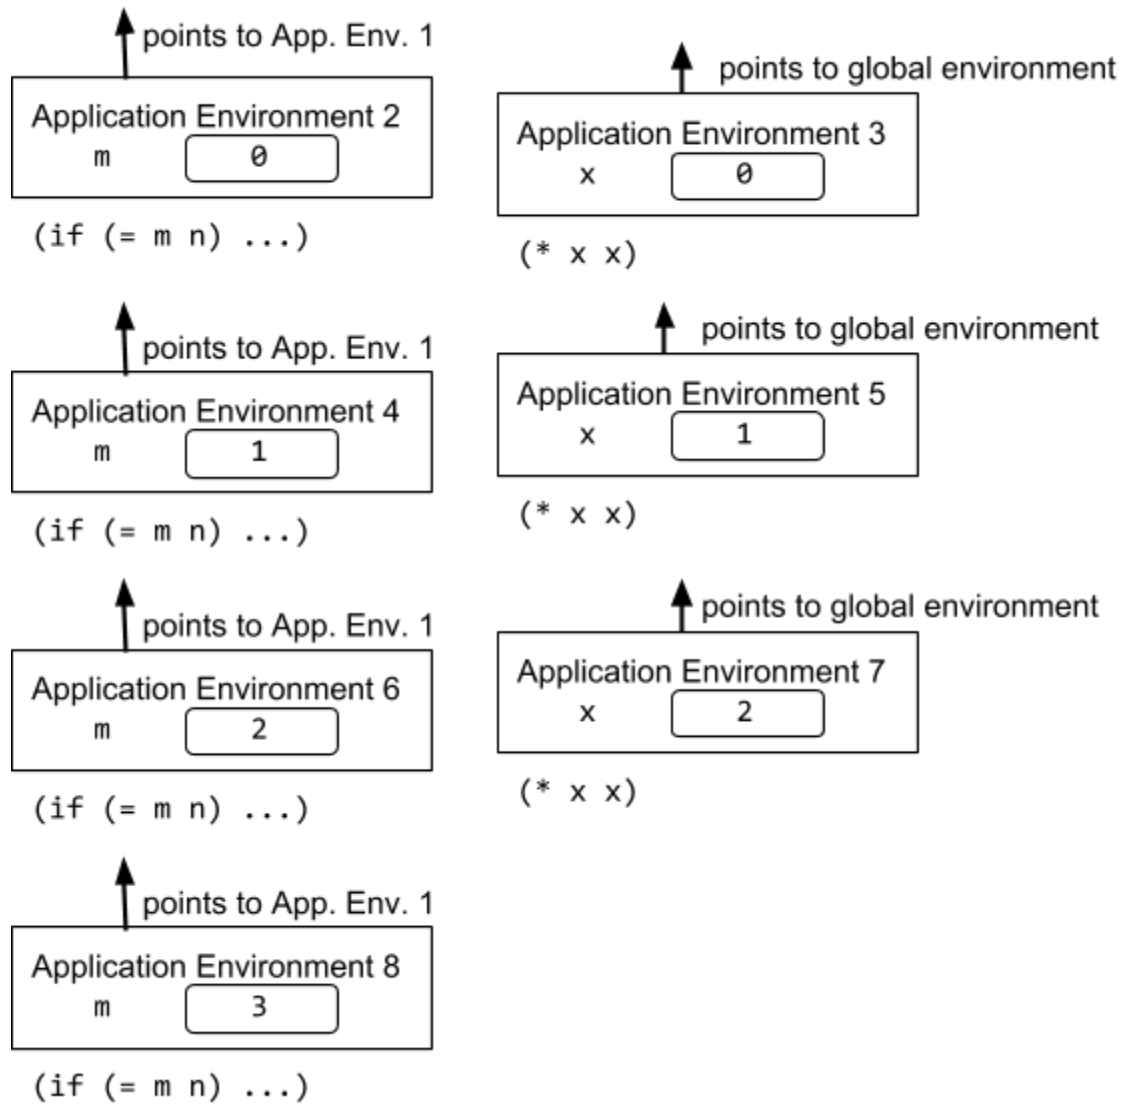 points to App. Env. 1
Application Environment 2
m 0
(if (= m n) ...)
points to global environment
Application Environment 3
x 0
(* x x)
points to App. Env. 1
Application Environment 4
m 1
(if (= m n) ...)
points to global environment
Application Environment 5
x 1
(* x x)
points to App. Env. 1
Application Environment 6
m 2
(if (= m n) ...)
points to global environment
Application Environment 7
x 2
(* x x)
points to App. Env. 1
Application Environment 8
m 3
(if (= m n) ...)